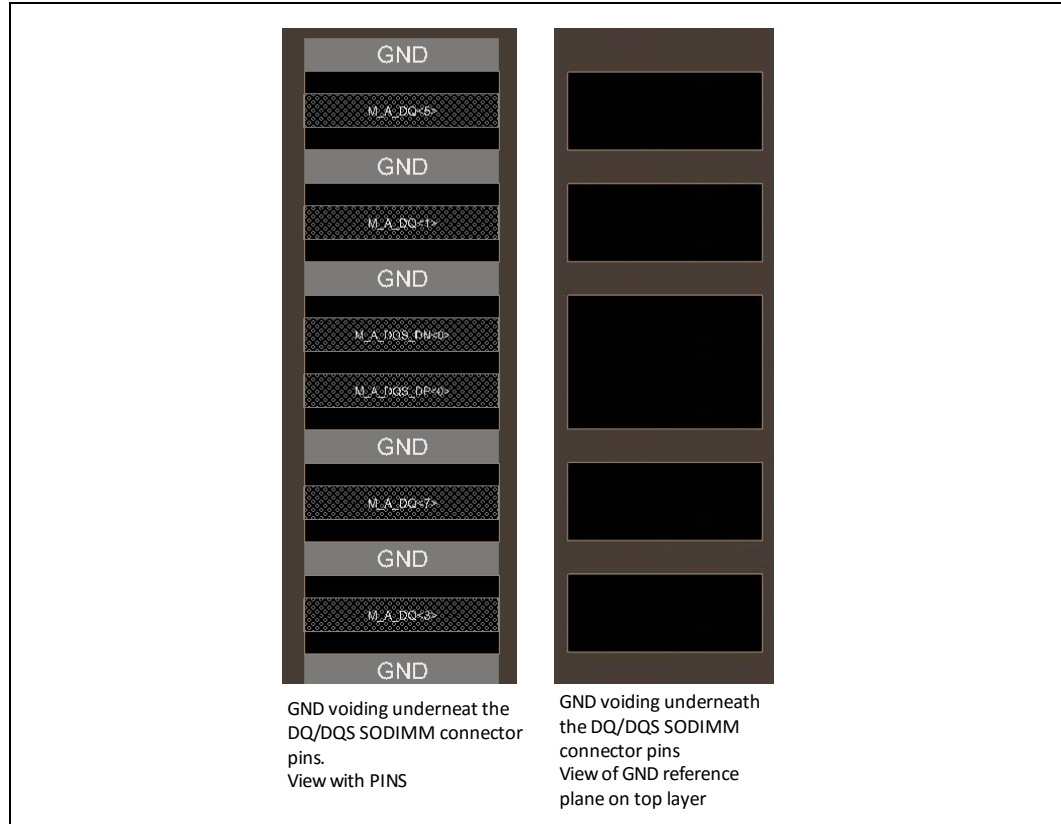 GND
M_A_DQ<5>
GND
M_A_DQ<1>
GND
M_A_DQS_DN<0>
M_A_DQS_DP<0>
GND
M_A_DQ<7>
GND
M_A_DQ<3>
GND
GND voiding underneat the
DQ/DQS SODIMM connector
pins.
View with PINS
GND voiding underneath
the DQ/DQS SODIMM
connector pins
View of GND reference
plane on top layer